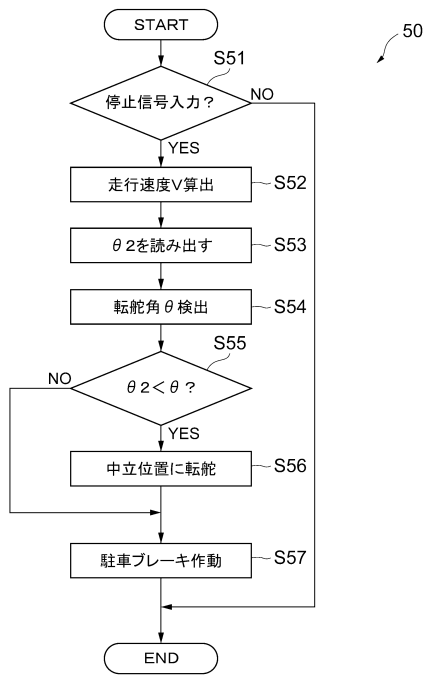 START
50
S51
停止信号入力？
NO
YES
走行速度V算出
S52
θ2を読み出す
S53
転舵角θ検出
S54
S55
NO
θ2＜θ？
YES
中立位置に転舵
S56
駐車ブレーキ作動
S57
END